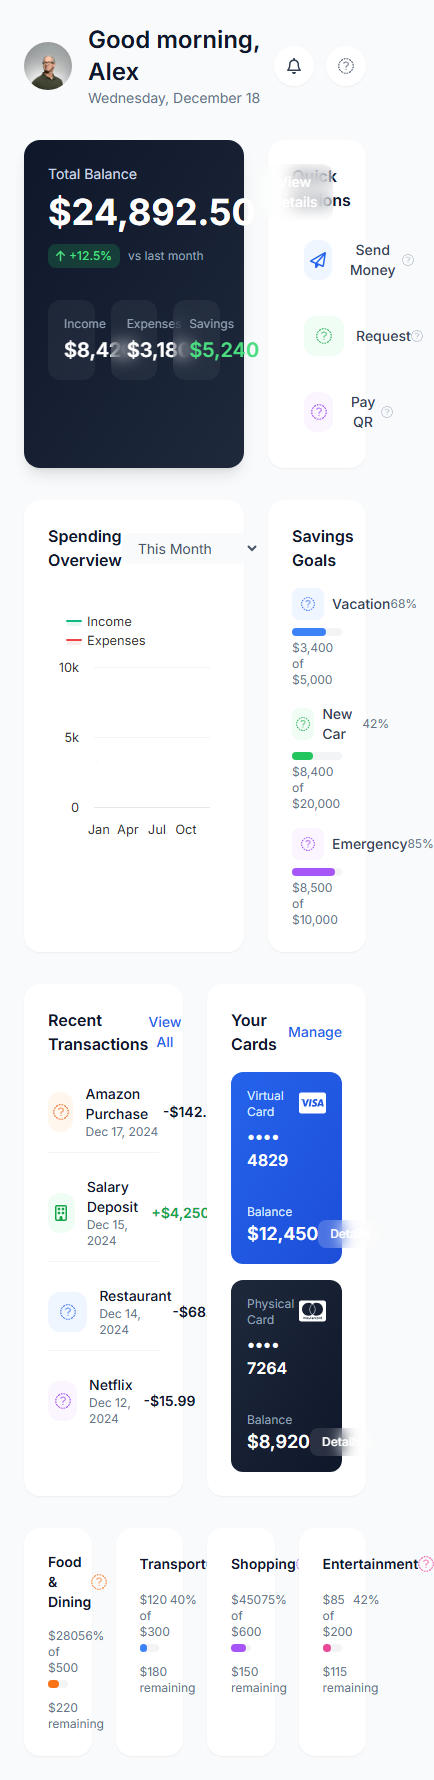 Good morning,
Alex
Wednesday, December 18
Total Balance
$24,892.50
+12.5% vs last month
Income
Expenses
Savings
$5,240
View
Details
Quick
Send
Money
Request
Pay
QR
Spending
Overview
This Month
Income
Expenses
10k
5k
0
Jan Apr Jul Oct
Savings
Goals
Vacation 68%
$3,400
of
$5,000
New
Car
42%
$8,400
of
$20,000
Emergency 85%
$8,500
of
$10,000
Recent
Transactions
View
All
Amazon
Purchase
Dec 17, 2024
-$142.
Salary
Deposit
Dec 15,
2024
+$4,250
Restaurant
Dec 14,
2024
-$68.
Netflix
Dec 12,
2024
-$15.99
Your
Cards
Manage
Virtual
Card
VISA
•••• 
4829
Balance
$12,450
Physical
Card
mastercard
••••
7264
Balance
$8,920
Food
&
Dining
$280 56%
of
$500
$220
remaining
Transport
$120 40%
of
$300
$180
remaining
Shopping
$450 75%
of
$600
$150
remaining
Entertainment
$85 42%
of
$200
$115
remaining